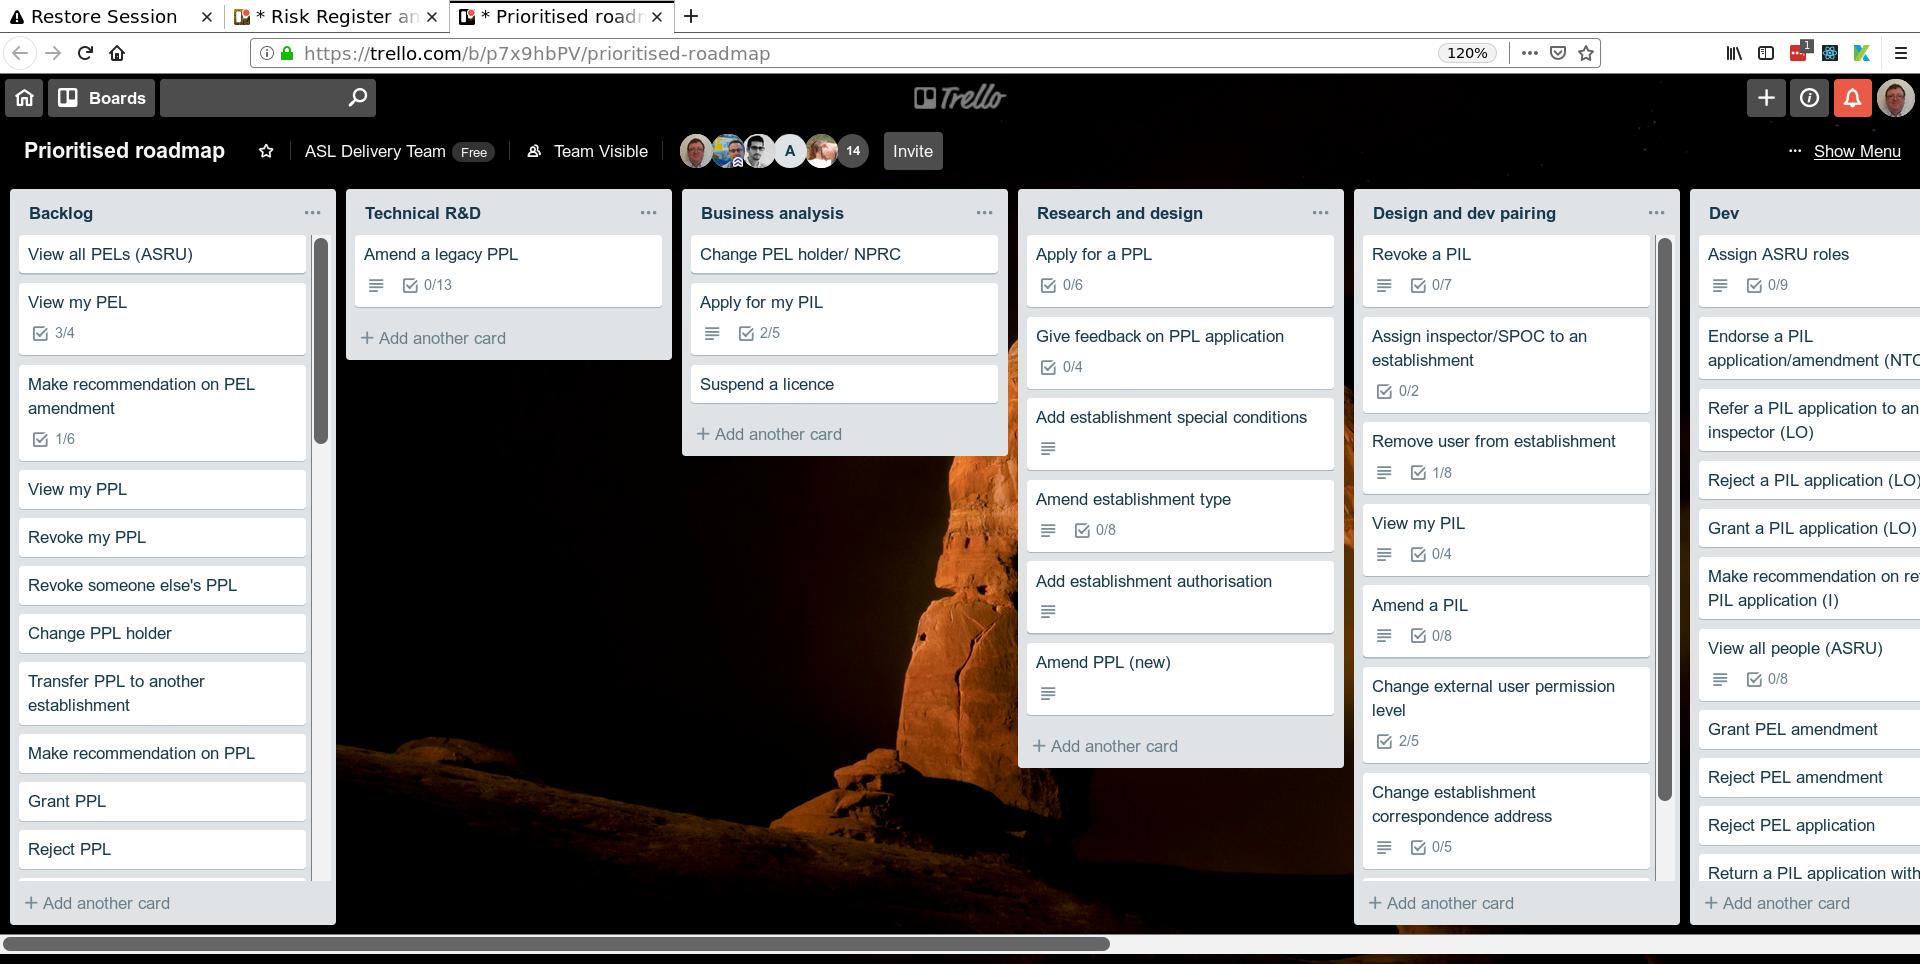 Restore Session
* Risk Register an
* Prioritised road
https://trello.com/b/p7x9hbPV/prioritised-roadmap
120%
1
Boards
Trello
Prioritised roadmap
ASL Delivery Team
Free
Team Visible
A
14
Invite
Show Menu
Backlog
View all PELs (ASRU)
View my PEL
3/4
Make recommendation on PEL
amendment
1/6
View my PPL
Revoke my PPL
Revoke someone else's PPL
Change PPL holder
Transfer PPL to another
establishment
Make recommendation on PPL
Grant PPL
Reject PPL
+ Add another card
Technical R&D
Amend a legacy PPL
0/13
+ Add another card
Business analysis
Change PEL holder/ NPRC
Apply for my PIL
2/5
Suspend a licence
+ Add another card
Research and design
Apply for a PPL
0/6
Give feedback on PPL application
0/4
Add establishment special conditions
Amend establishment type
0/8
Add establishment authorisation
Amend PPL (new)
+ Add another card
Design and dev pairing
Revoke a PIL
0/7
Assign inspector/SPOC to an
establishment
0/2
Remove user from establishment
1/8
View my PIL
0/4
Amend a PIL
0/8
Change external user permission
level
2/5
Change establishment
correspondence address
0/5
+ Add another card
Dev
Assign ASRU roles
0/9
Endorse a PIL
application/amendment (NTC
Refer a PIL application to an
inspector (LO)
Reject a PIL application (LO)
Grant a PIL application (LO)
Make recommendation on re
PIL application (I)
View all people (ASRU)
0/8
Grant PEL amendment
Reject PEL amendment
Reject PEL application
Return a PIL application with
+ Add another card